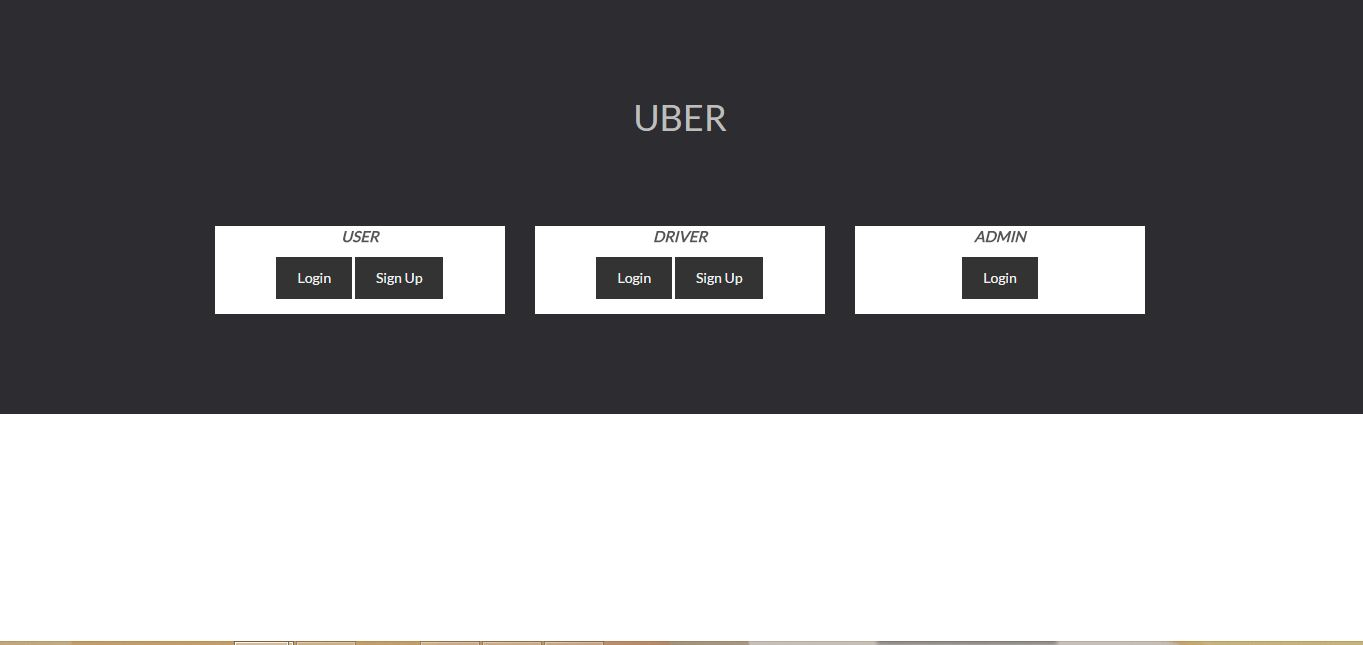 UBER
USER
DRIVER
ADMIN
Login
Sign Up
Login
Sign Up
Login